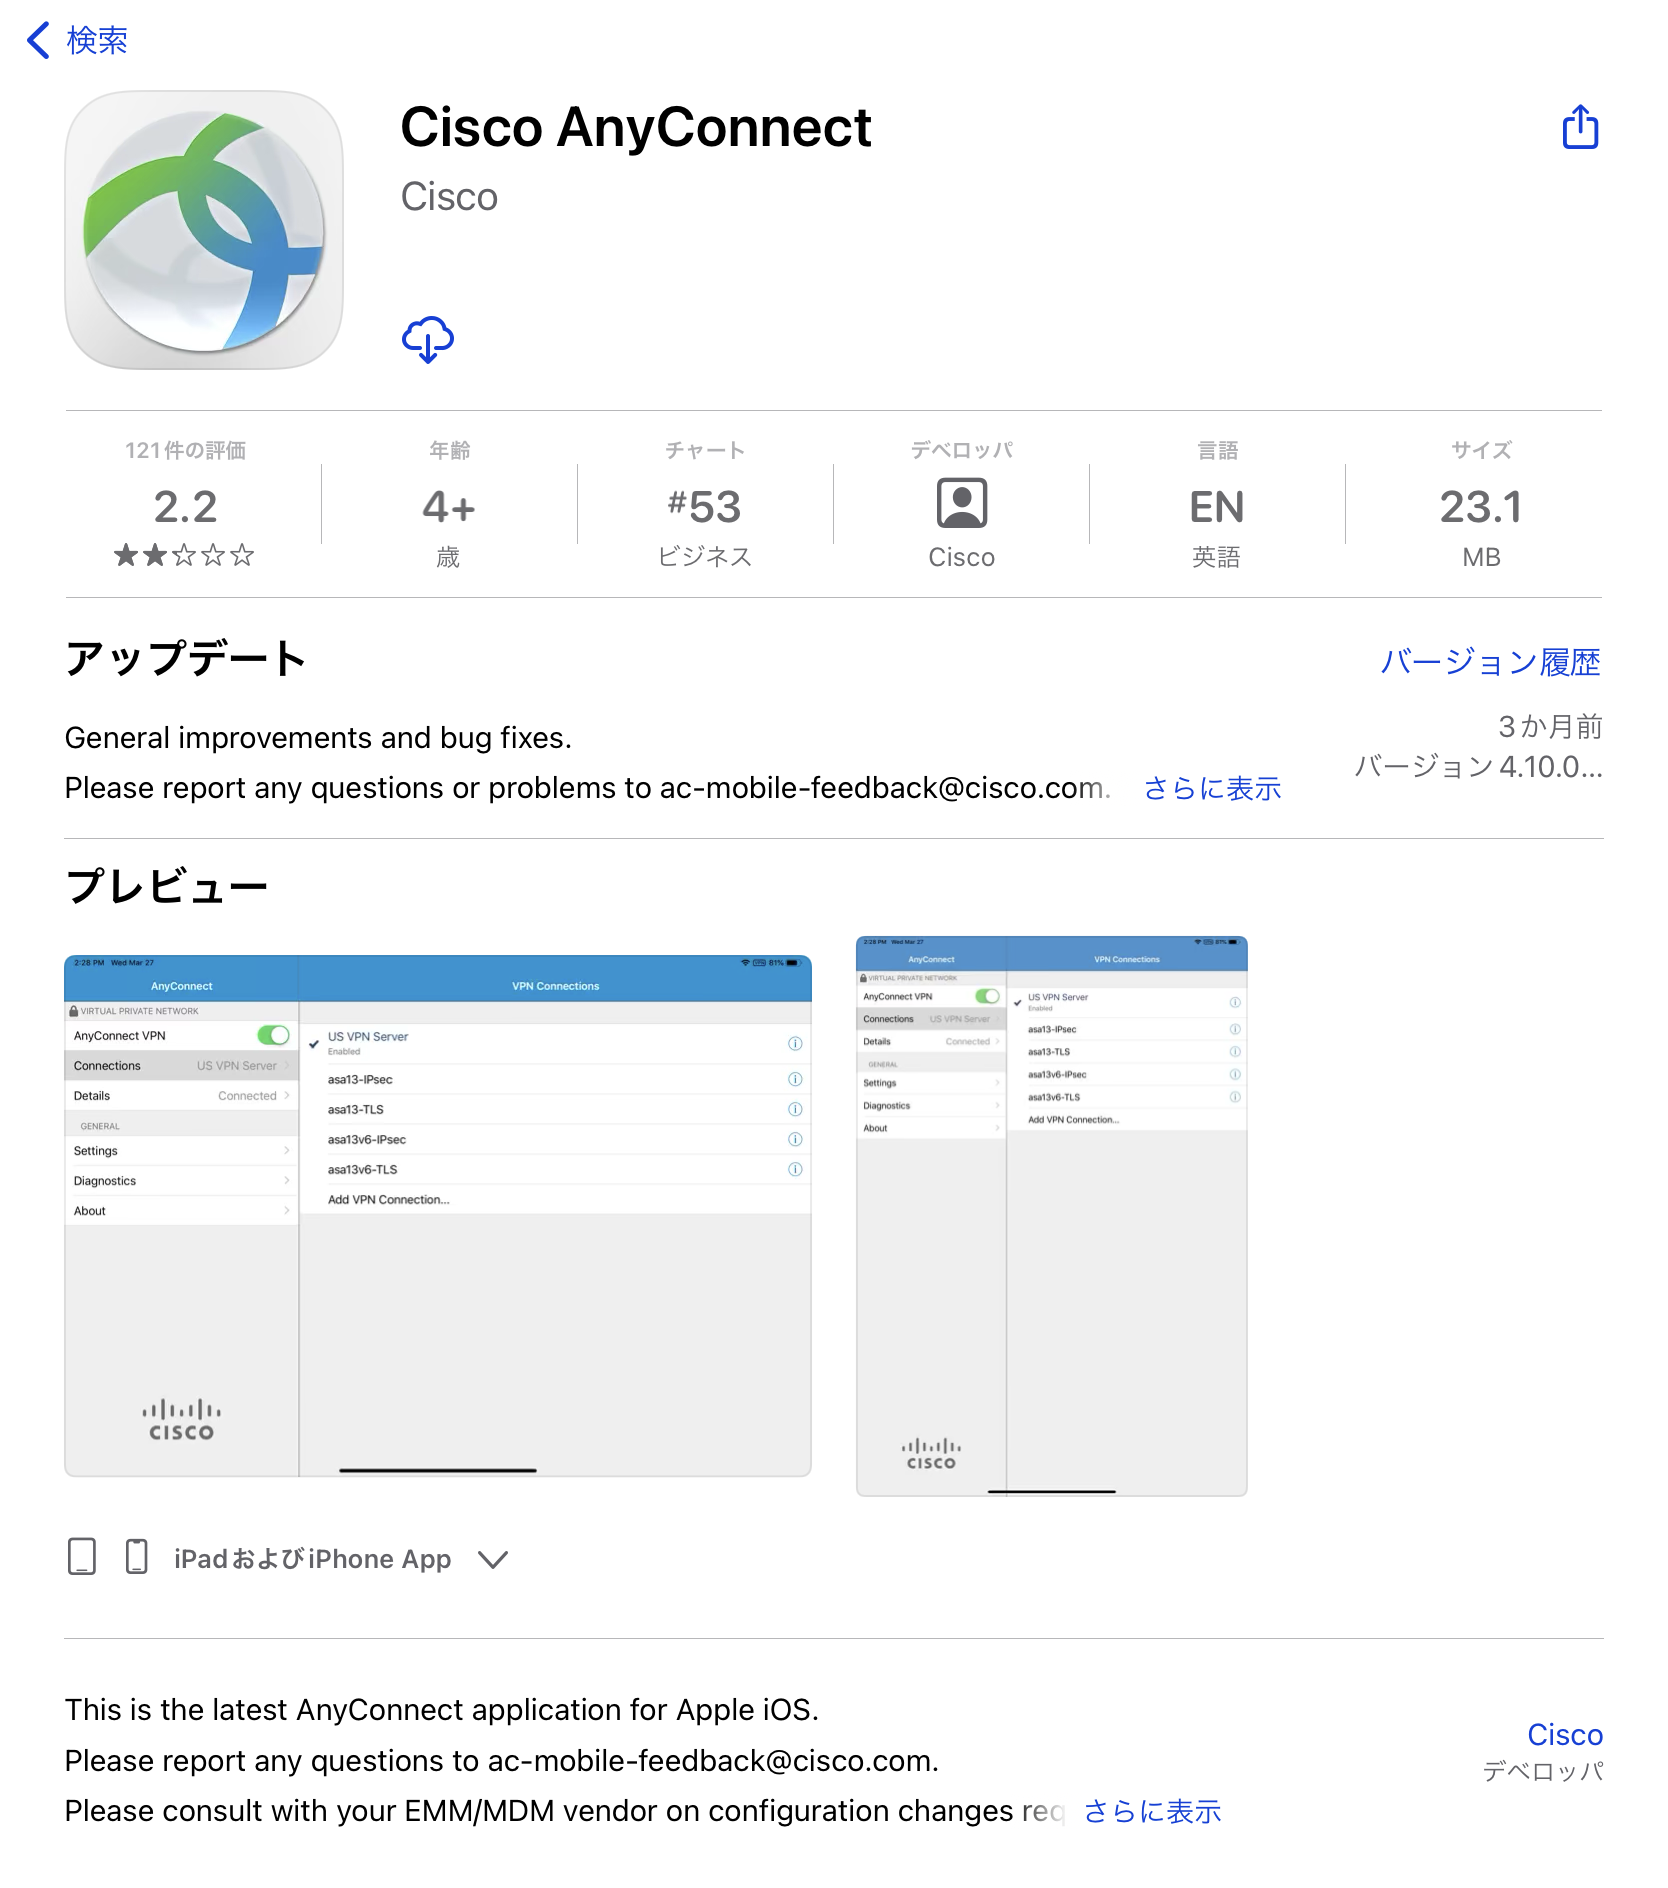 検索
Cisco AnyConnect
Cisco
121件の評価
2.2
年齢
4+
歳
チャート
#53
ビジネス
デベロッパ
Cisco
言語
EN
英語
サイズ
23.1
MB
アップデート
バージョン履歴
General improvements and bug fixes.
3か月前
Please report any questions or problems to ac-mobile-feedback@cisco.com.
さらに表示
バージョン 4.10.0...
プレビュー
2:28 PM Wed Mar 27
81%
AnyConnect
VPN Connections
VIRTUAL PRIVATE NETWORK
AnyConnect VPN
Connections US VPN Server
Details Connected
GENERAL
Settings
Diagnostics
About
CISCO
US VPN Server
Enabled
asa13-IPsec
asa13-TLS
asa13v6-IPsec
asa13v6-TLS
Add VPN Connection...
2:28 PM Wed Mar 27
81%
AnyConnect
VPN Connections
VIRTUAL PRIVATE NETWORK
AnyConnect VPN
Connections US VPN Server
Details Connected
GENERAL
Settings
Diagnostics
About
CISCO
US VPN Server
Enabled
asa13-IPsec
asa13-TLS
asa13v6-IPsec
asa13v6-TLS
Add VPN Connection...
iPadおよびiPhone App
This is the latest AnyConnect application for Apple iOS.
Please report any questions to ac-mobile-feedback@cisco.com.
Please consult with your EMM/MDM vendor on configuration changes req
さらに表示
Cisco
デベロッパ